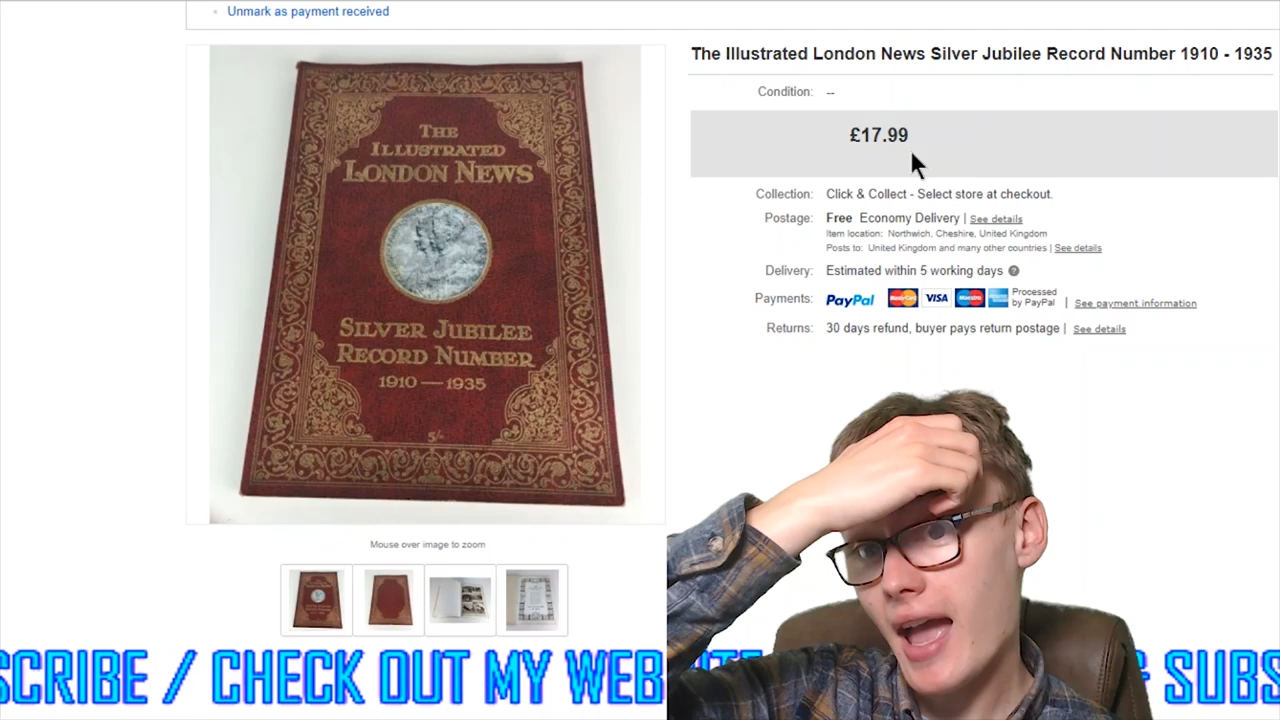 Unmark as payment received
The Illustrated London News Silver Jubilee Record Number 1910 - 1935
Condition: --
£17.99
Collection: Click & Collect - Select store at checkout.
Postage: Free Economy Delivery | See details
Item location: Northwich, Cheshire, United Kingdom
Posts to: United Kingdom and many other countries | See details
Delivery: Estimated within 5 working days
Payments: PayPal MasterCard VISA Maestro Processed
by PayPal | See payment information
Returns: 30 days refund, buyer pays return postage | See details
THE
ILLUSTRATED
LONDON NEWS
SILVER JUBILEE
RECORD NUMBER
1910 — 1935
5/-
Mouse over image to zoom
SCRIBE / CHECK OUT MY WEB SUBS